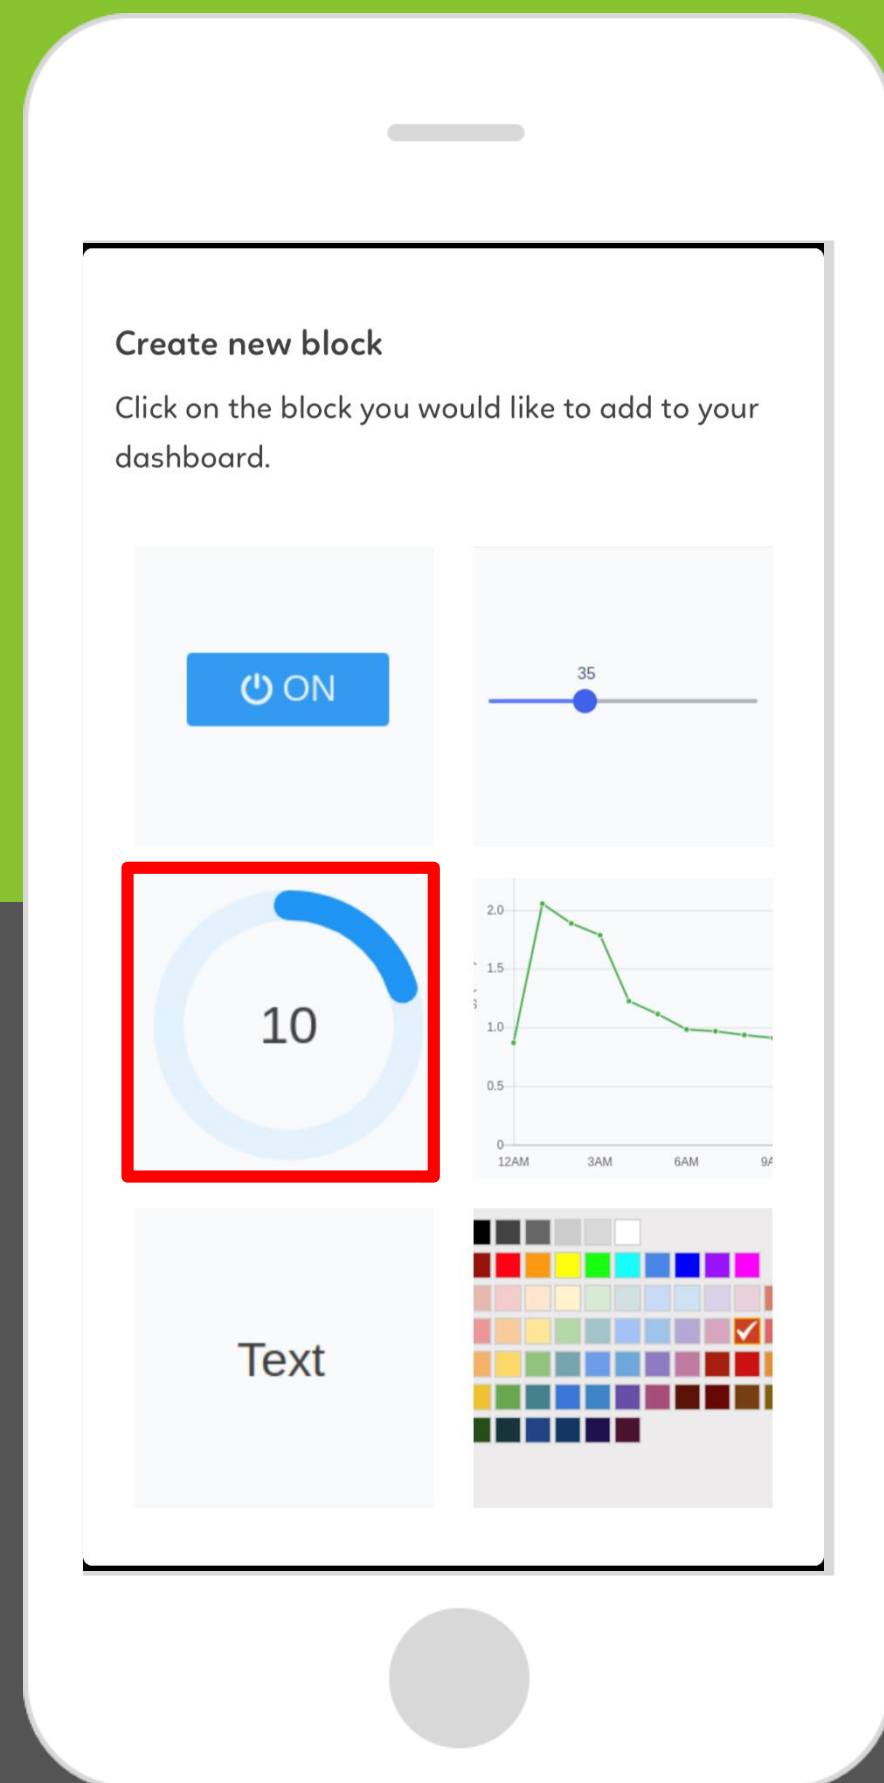 Create new block
Click on the block you would like to add to your
dashboard.
ON
35
10
2.0
1.5
1.0
0.5
0
12AM 3AM 6AM
Text